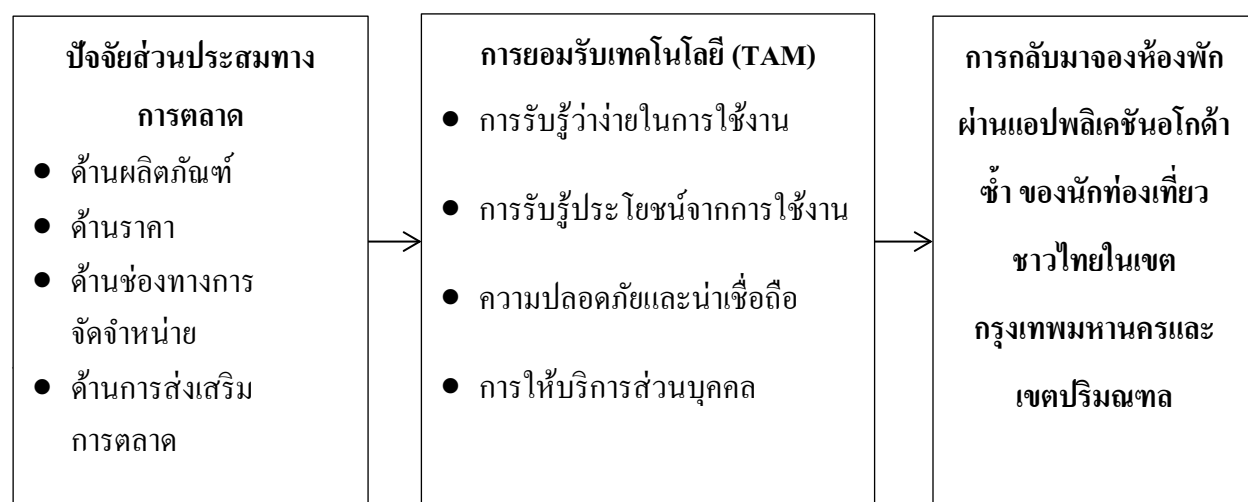 ปัจจัยส่วนประสมทาง
การตลาด
● ด้านผลิตภัณฑ์
● ด้านราคา
● ด้านช่องทางการ
จัดจำหน่าย
● ด้านการส่งเสริม
การตลาด
การยอมรับเทคโนโลยี (TAM)
● การรับรู้ว่าง่ายในการใช้งาน
● การรับรู้ประโยชน์จากการใช้งาน
● ความปลอดภัยและน่าเชื่อถือ
● การให้บริการส่วนบุคคล
การกลับมาจองห้องพัก
ผ่านแอปพลิเคชันอโกด้า
ซ้ำ ของนักท่องเที่ยว
ชาวไทยในเขต
กรุงเทพมหานครและ
เขตปริมณฑล